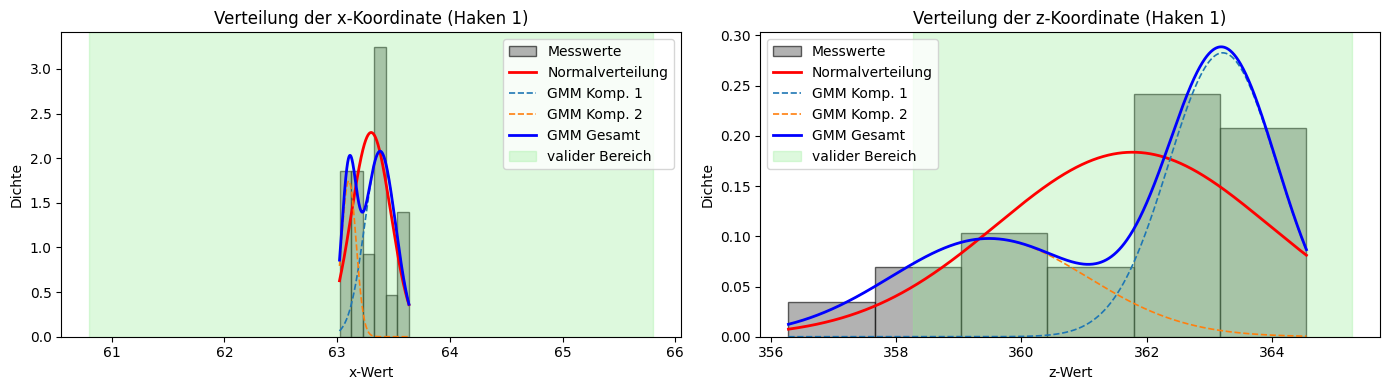 Verteilung der x-Koordinate (Haken 1)
Dichte
3.0
2.5
2.0
1.5
1.0
0.5
0.0
Messwerte
Normalverteilung
GMM Komp. 1
GMM Komp. 2
GMM Gesamt
valider Bereich
61 62 63 64 65 66
x-Wert
Verteilung der z-Koordinate (Haken 1)
Dichte
0.30
0.25
0.20
0.15
0.10
0.05
0.00
Messwerte
Normalverteilung
GMM Komp. 1
GMM Komp. 2
GMM Gesamt
valider Bereich
356 358 360 362 364
z-Wert